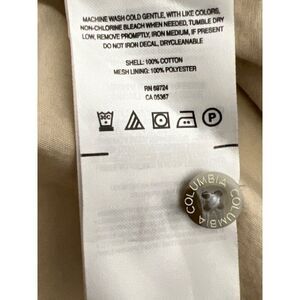 MACHINE WASH COLD GENTLE, WITH LIKE COLORS,
NON-CHLORINE BLEACH WHEN NEEDED, TUMBLE DRY
LOW, REMOVE PROMPTLY, IRON MEDIUM, IF PRESENT
DO NOT IRON DECAL, DRYCLEANABLE
SHELL: 100% COTTON
MESH LINING: 100% POLYESTER
RN 69724
CA 05367
30C
P
COLUMBIA COLUMBIA